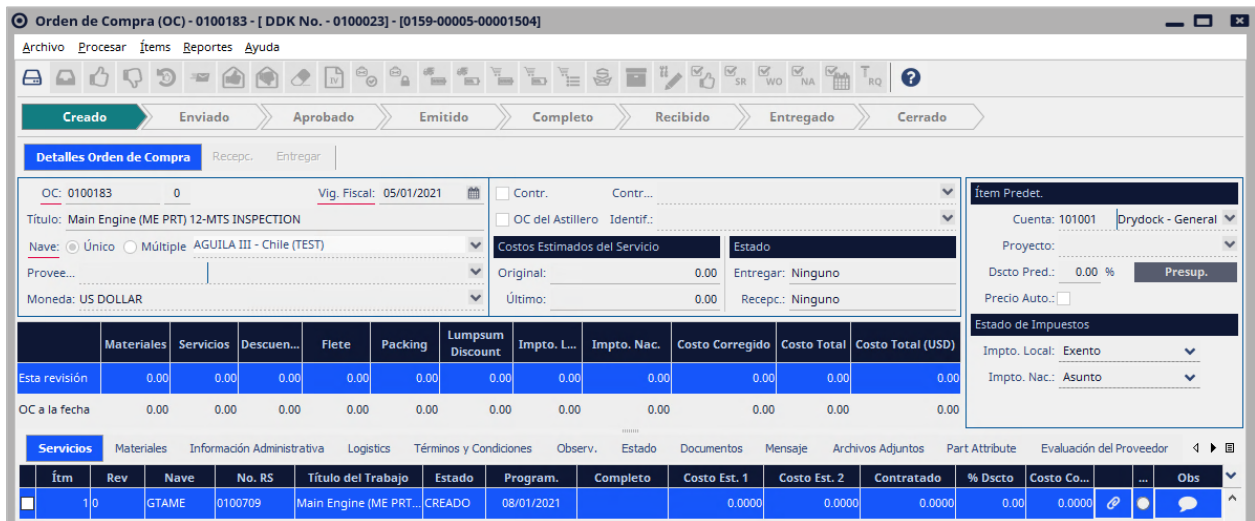 Orden de Compra (OC) - 0100183 - [ DDK No. - 0100023] - [0159-00005-00001504]
Archivo Procesar Ítems Reportes Ayuda
IV SR WO NA RQ
Creado Enviado Aprobado Emitido Completo Recibido Entregado Cerrado
Detalles Orden de Compra Recepc. Entregar
OC: 0100183 0 Vig. Fiscal: 05/01/2021 Contr. Contr... Ítem Predet.
Título: Main Engine (ME PRT) 12-MTS INSPECTION OC del Astillero Identif.: Cuenta: 101001 Drydock - General
Nave: Único Múltiple AGUILA III - Chile (TEST) Costos Estimados del Servicio Estado Proyecto:
Provee... Original: 0.00 Entregar: Ninguno Dscto Pred.: 0.00 % Presup.
Moneda: US DOLLAR Último: 0.00 Recepc.: Ninguno Precio Auto.:
Estado de Impuestos
Impto. Local: Exento
Impto. Nac.: Asunto
Materiales Servicios Descuen... Flete Packing Lumpsum Discount Impto. L... Impto. Nac. Costo Corregido Costo Total Costo Total (USD)
Esta revisión 0.00 0.00 0.00 0.00 0.00 0.00 0.00 0.00 0.00 0.00 0.00
OC a la fecha 0.00 0.00 0.00 0.00 0.00 0.00 0.00 0.00 0.00 0.00 0.00
Servicios Materiales Información Administrativa Logistics Términos y Condiciones Observ. Estado Documentos Mensaje Archivos Adjuntos Part Attribute Evaluación del Proveedor
Ítm Rev Nave No. RS Título del Trabajo Estado Program. Completo Costo Est. 1 Costo Est. 2 Contratado % Dscto Costo Co... ... Obs
1 0 GTAME 0100709 Main Engine (ME PRT... CREADO 08/01/2021 0.0000 0.0000 0.0000 0.00 0.0000